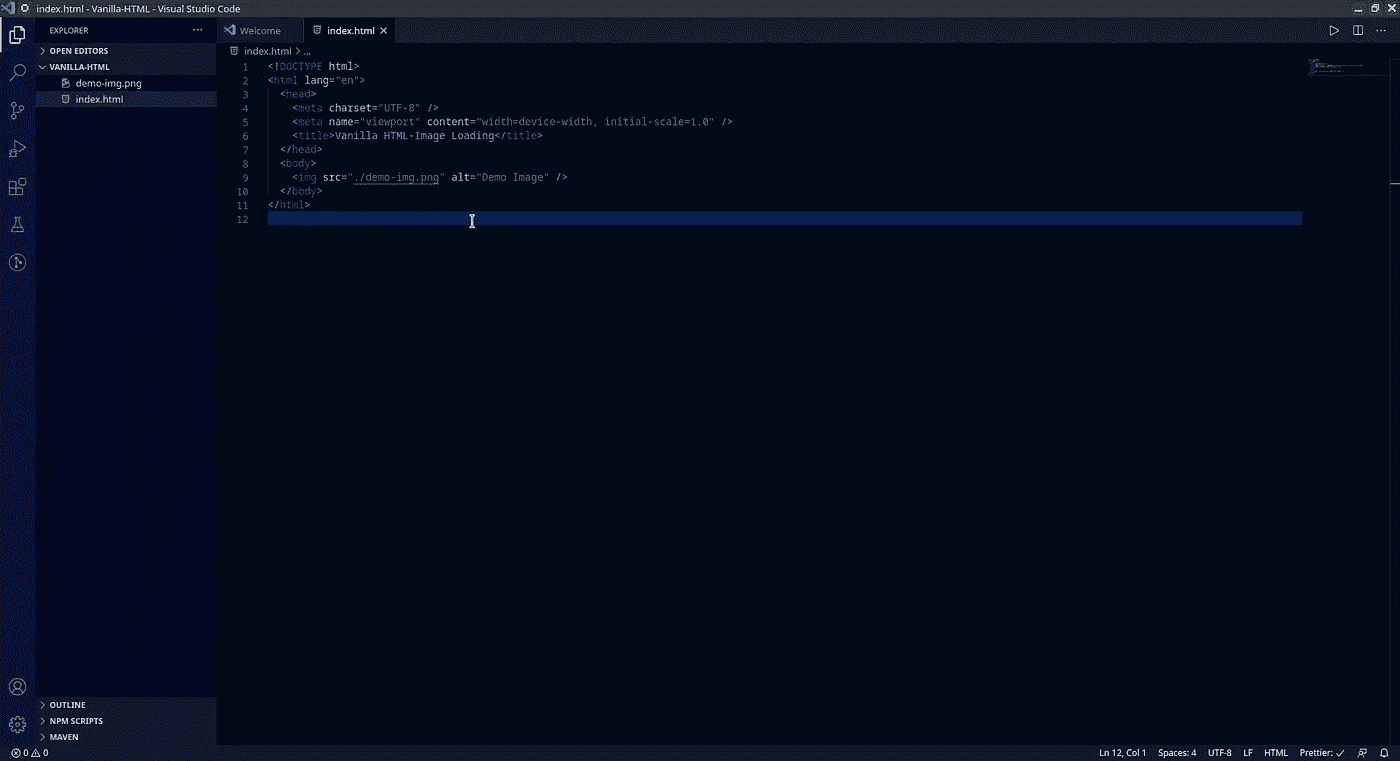 index.html - Vanilla-HTML - Visual Studio Code
EXPLORER
OPEN EDITORS
VANILLA-HTML
demo-img.png
index.html
OUTLINE
NPM SCRIPTS
MAVEN
Welcome
index.html
index.html > ...
1 <!DOCTYPE html>
2 <html lang="en">
3 <head>
4 <meta charset="UTF-8" />
5 <meta name="viewport" content="width=device-width, initial-scale=1.0" />
6 <title>Vanilla HTML-Image Loading</title>
7 </head>
8 <body>
9 <img src="./demo-img.png" alt="Demo Image" />
10 </body>
11 </html>
12
0 0
Ln 12, Col 1 Spaces: 4 UTF-8 LF HTML Prettier: ✓